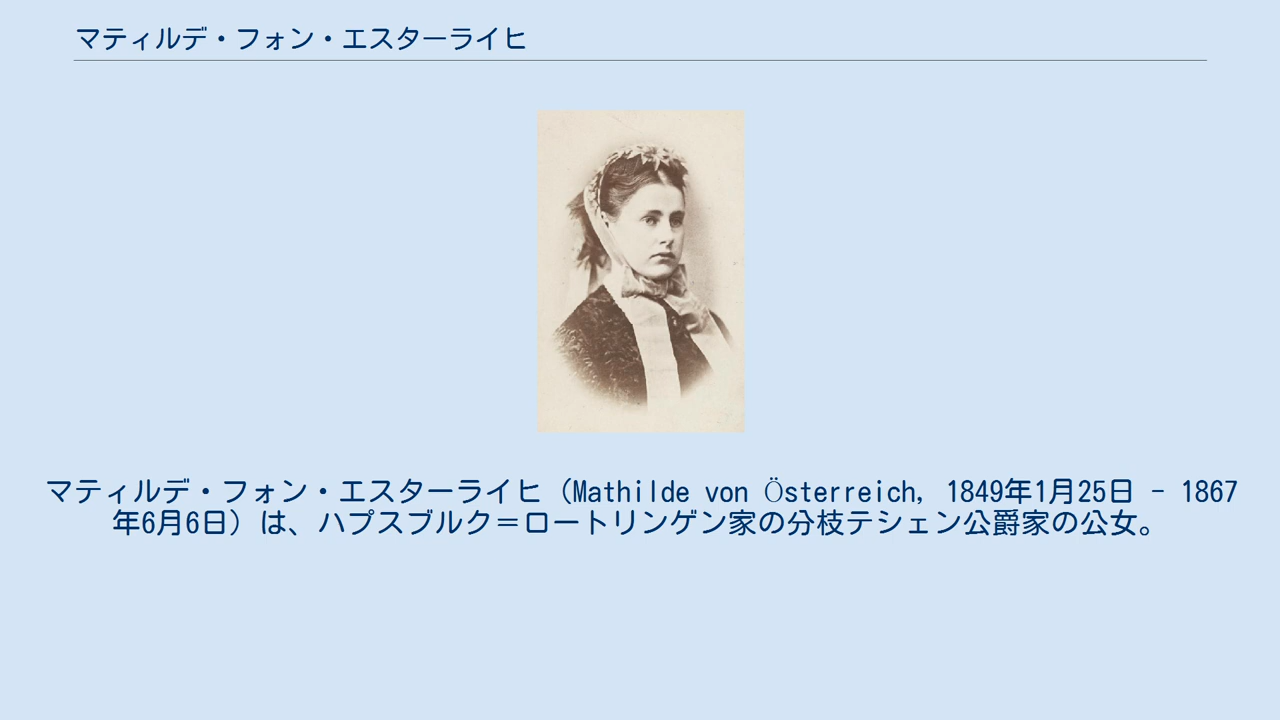 マティルデ・フォン・エスターライヒ
マティルデ・フォン・エスターライヒ（Mathilde von Österreich, 1849年1月25日 - 1867
年6月6日）は、ハプスブルク＝ロートリンゲン家の分枝テシェン公爵家の公女。